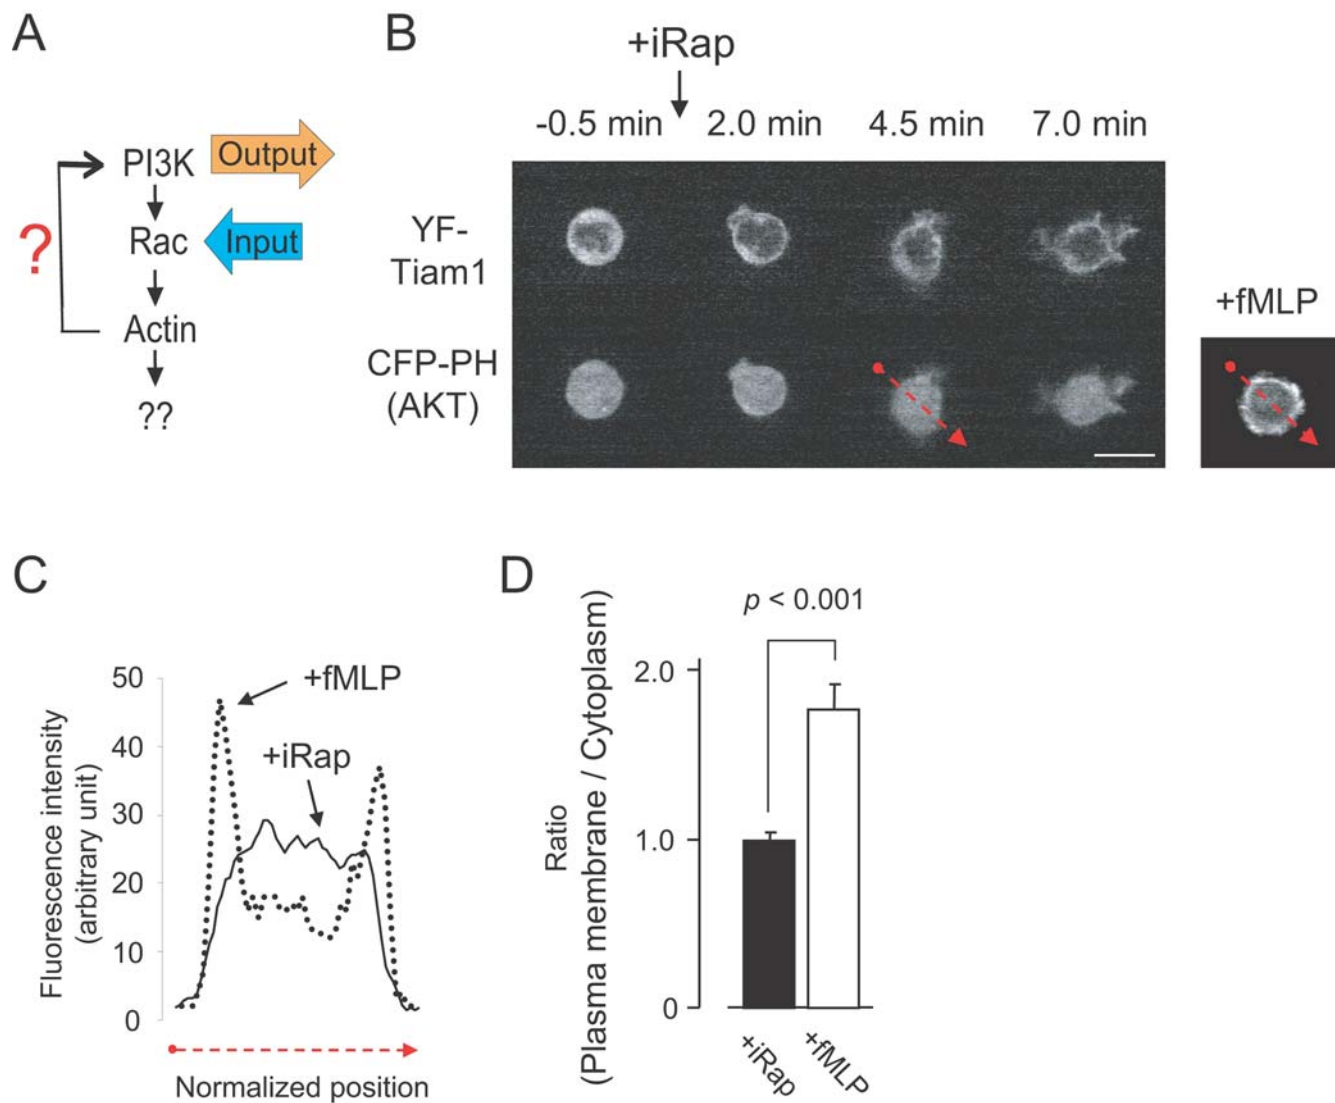 A
PI3K
Output
Rac
Input
?
Actin
??
B
+iRap
-0.5 min
2.0 min
4.5 min
7.0 min
YF-
Tiam1
CFP-PH
(AKT)
+fMLP
C
50
40
30
20
10
0
Fluorescence intensity
(arbitrary unit)
+fMLP
+iRap
Normalized position
D
p < 0.001
2.0
1.0
0
Ratio
(Plasma membrane / Cytoplasm)
+iRap
+fMLP